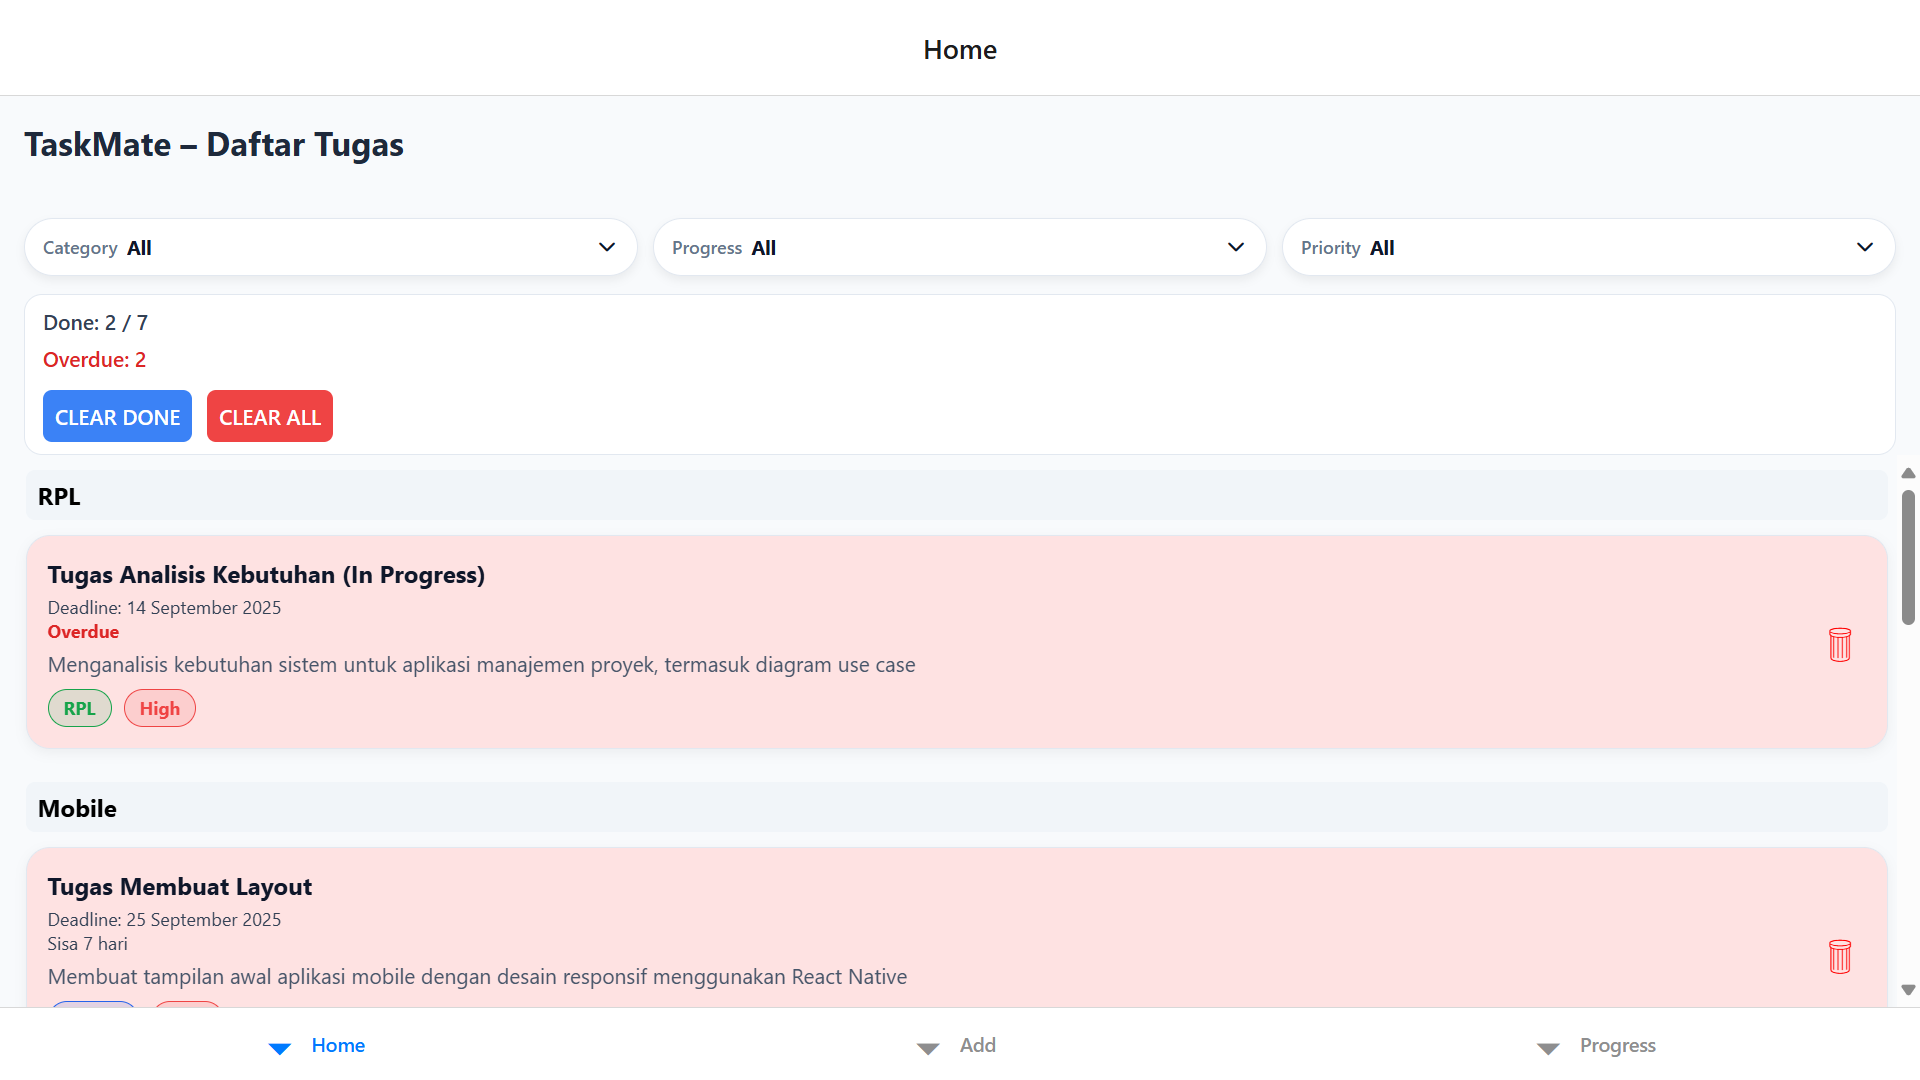 Home
TaskMate – Daftar Tugas
Category All
Progress All
Priority All
Done: 2 / 7
Overdue: 2
CLEAR DONE
CLEAR ALL
RPL
Tugas Analisis Kebutuhan (In Progress)
Deadline: 14 September 2025
Overdue
Menganalisis kebutuhan sistem untuk aplikasi manajemen proyek, termasuk diagram use case
RPL
High
Mobile
Tugas Membuat Layout
Deadline: 25 September 2025
Sisa 7 hari
Membuat tampilan awal aplikasi mobile dengan desain responsif menggunakan React Native
Home
Add
Progress